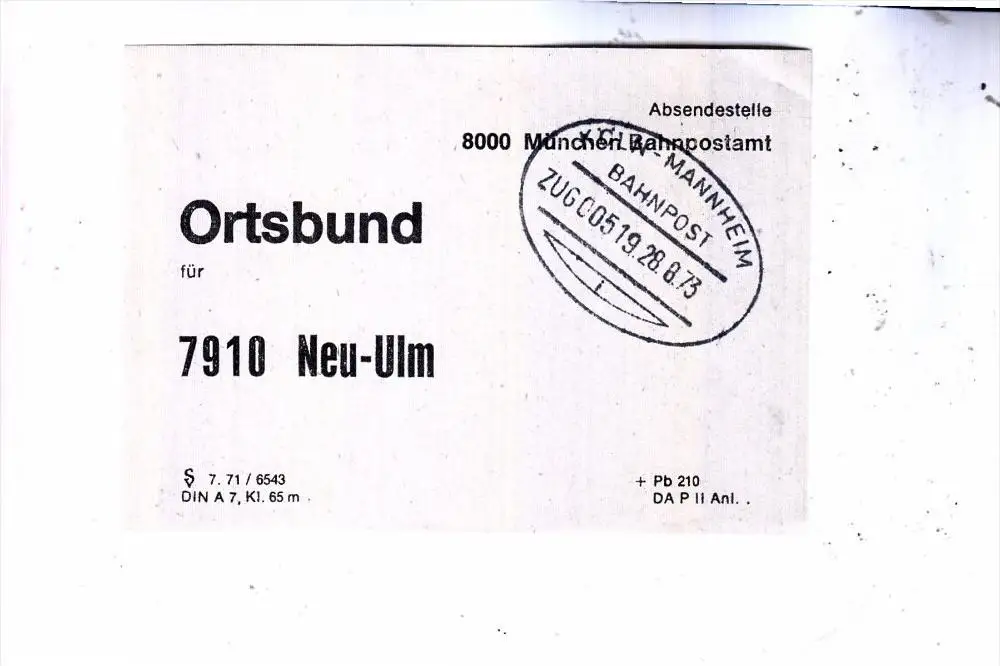 Absendestelle
8000 München Bahnpostamt
KÖLN-MANNHEIM
BAHNPOST
ZUG 00519.28.8.73
i
Ortsbund
für
7910 Neu-Ulm
7.71/6543
DIN A 7, Kl. 65 m
+ Pb 210
DA P II Anl. .